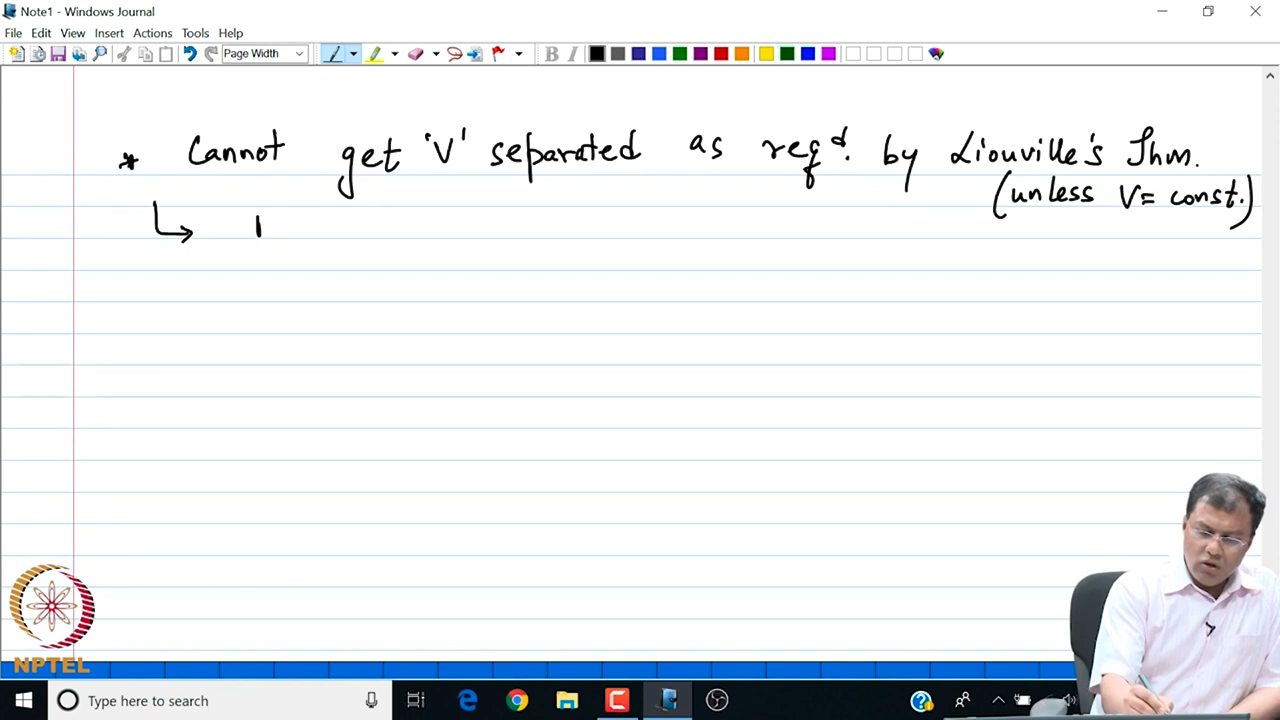 Note1 - Windows Journal
File Edit View Insert Actions Tools Help
Page Width
B I
* Cannot get 'V' separated as reqd. by Liouville's Thm.
(unless V = const.)
NPTEL
Type here to search